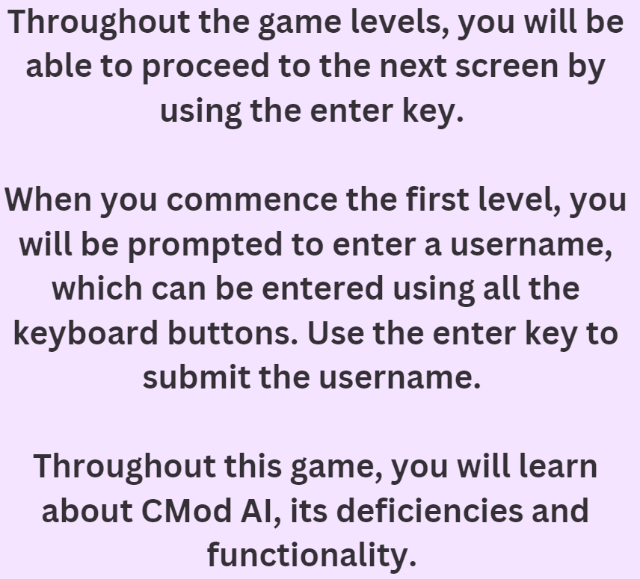 Throughout the game levels, you will be
able to proceed to the next screen by
using the enter key.
When you commence the first level, you
will be prompted to enter a username,
which can be entered using all the
keyboard buttons. Use the enter key to
submit the username.
Throughout this game, you will learn
about CMod AI, its deficiencies and
functionality.